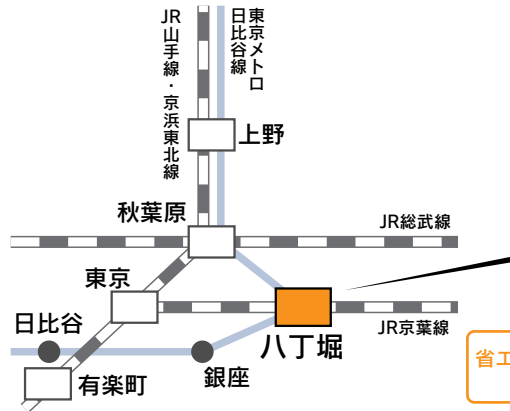 JR山手線・京浜東北線
東京メトロ
日比谷線
上野
秋葉原
JR総武線
東京
JR京葉線
八丁堀
日比谷
銀座
有楽町
省エ